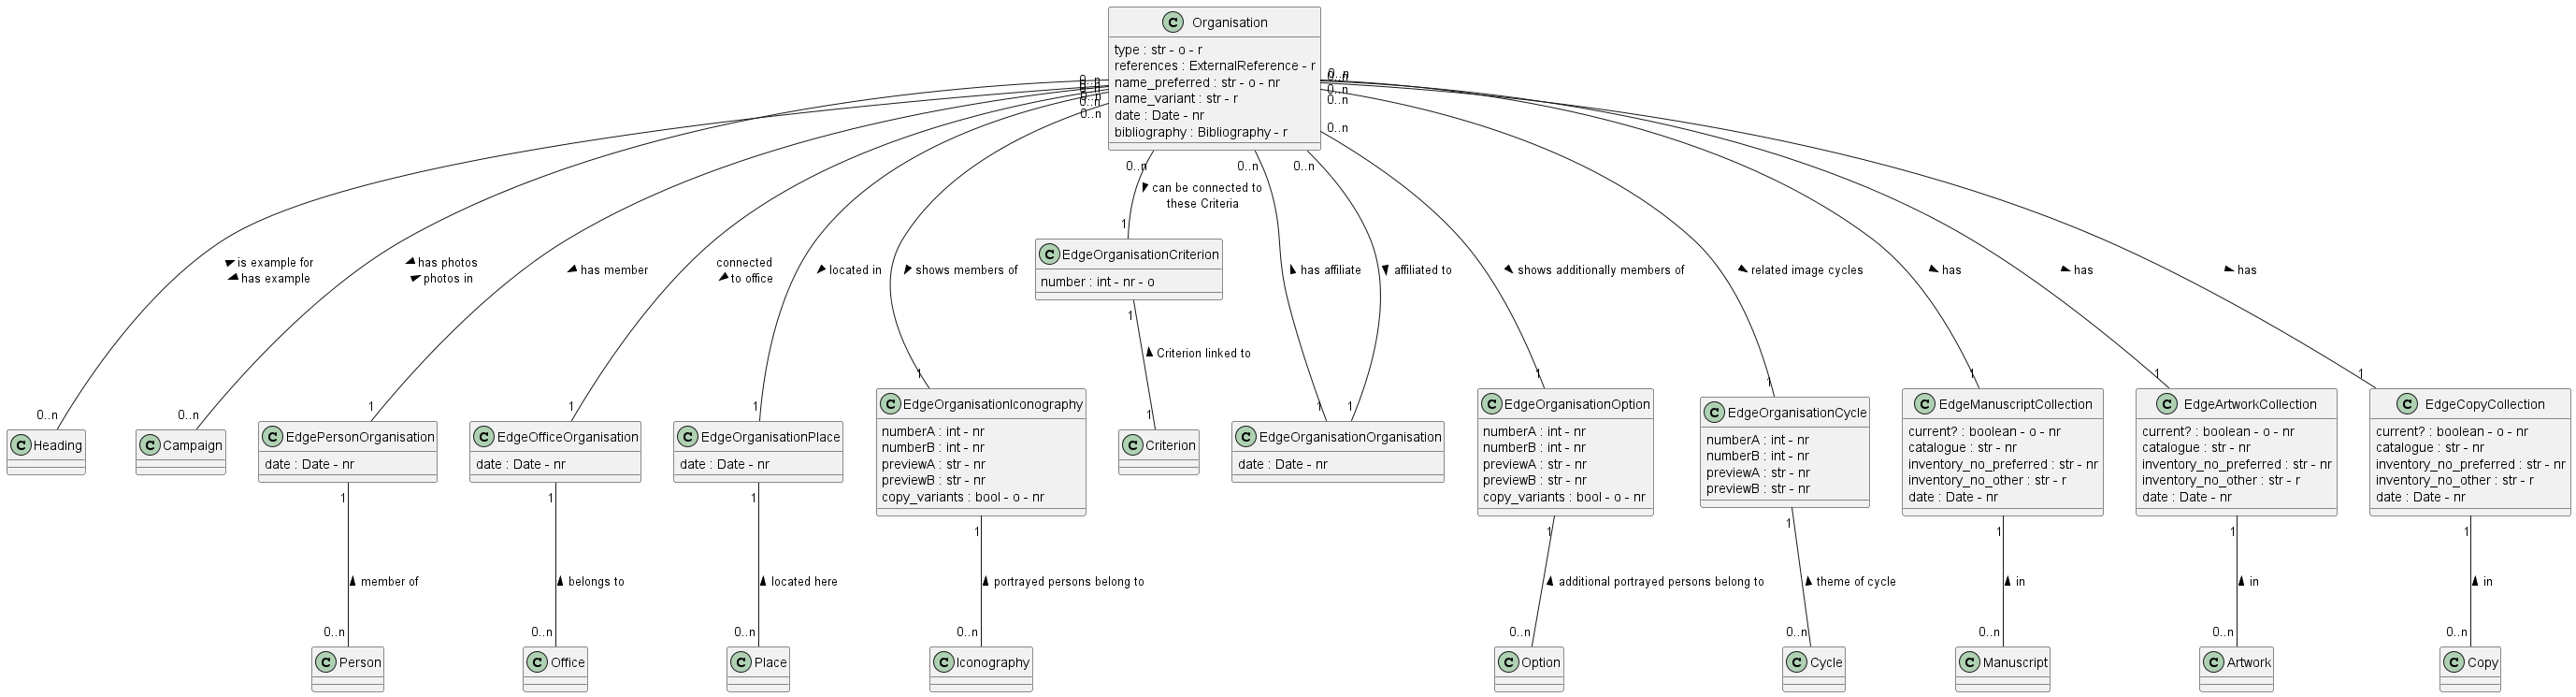 C Organisation
type : str - o - r
references : ExternalReference - r
name_preferred : str - o - nr
name_variant : str - r
date : Date - nr
bibliography : Bibliography - r
0..n
0..n
0..n
0..n
0..n
0..n
0..n
0..n
0..n
0..n
0..n
0..n
0..n
0..n
can be connected to
these Criteria
1
C EdgeOrganisationCriterion
number : int - nr - o
is example for
has example
has photos
photos in
has member
connected
to office
located in
shows members of
has affiliate
affiliated to
shows additionally members of
related image cycles
has
has
has
1
Criterion linked to
0..n
0..n
1
1
1
1
1
1
1
1
1
1
1
1
C Heading
C Campaign
C EdgePersonOrganisation
date : Date - nr
C EdgeOfficeOrganisation
date : Date - nr
C EdgeOrganisationPlace
date : Date - nr
C EdgeOrganisationIconography
numberA : int - nr
numberB : int - nr
previewA : str - nr
previewB : str - nr
copy_variants : bool - o - nr
C Criterion
C EdgeOrganisationOrganisation
date : Date - nr
C EdgeOrganisationOption
numberA : int - nr
numberB : int - nr
previewA : str - nr
previewB : str - nr
copy_variants : bool - o - nr
C EdgeOrganisationCycle
numberA : int - nr
numberB : int - nr
previewA : str - nr
previewB : str - nr
C EdgeManuscriptCollection
current? : boolean - o - nr
catalogue : str - nr
inventory_no_preferred : str - nr
inventory_no_other : str - r
date : Date - nr
C EdgeArtworkCollection
current? : boolean - o - nr
catalogue : str - nr
inventory_no_preferred : str - nr
inventory_no_other : str - r
date : Date - nr
C EdgeCopyCollection
current? : boolean - o - nr
catalogue : str - nr
inventory_no_preferred : str - nr
inventory_no_other : str - r
date : Date - nr
1
1
1
1
1
1
1
1
1
member of
belongs to
located here
portrayed persons belong to
additional portrayed persons belong to
theme of cycle
in
in
in
0..n
0..n
0..n
0..n
0..n
0..n
0..n
0..n
0..n
C Person
C Office
C Place
C Iconography
C Option
C Cycle
C Manuscript
C Artwork
C Copy